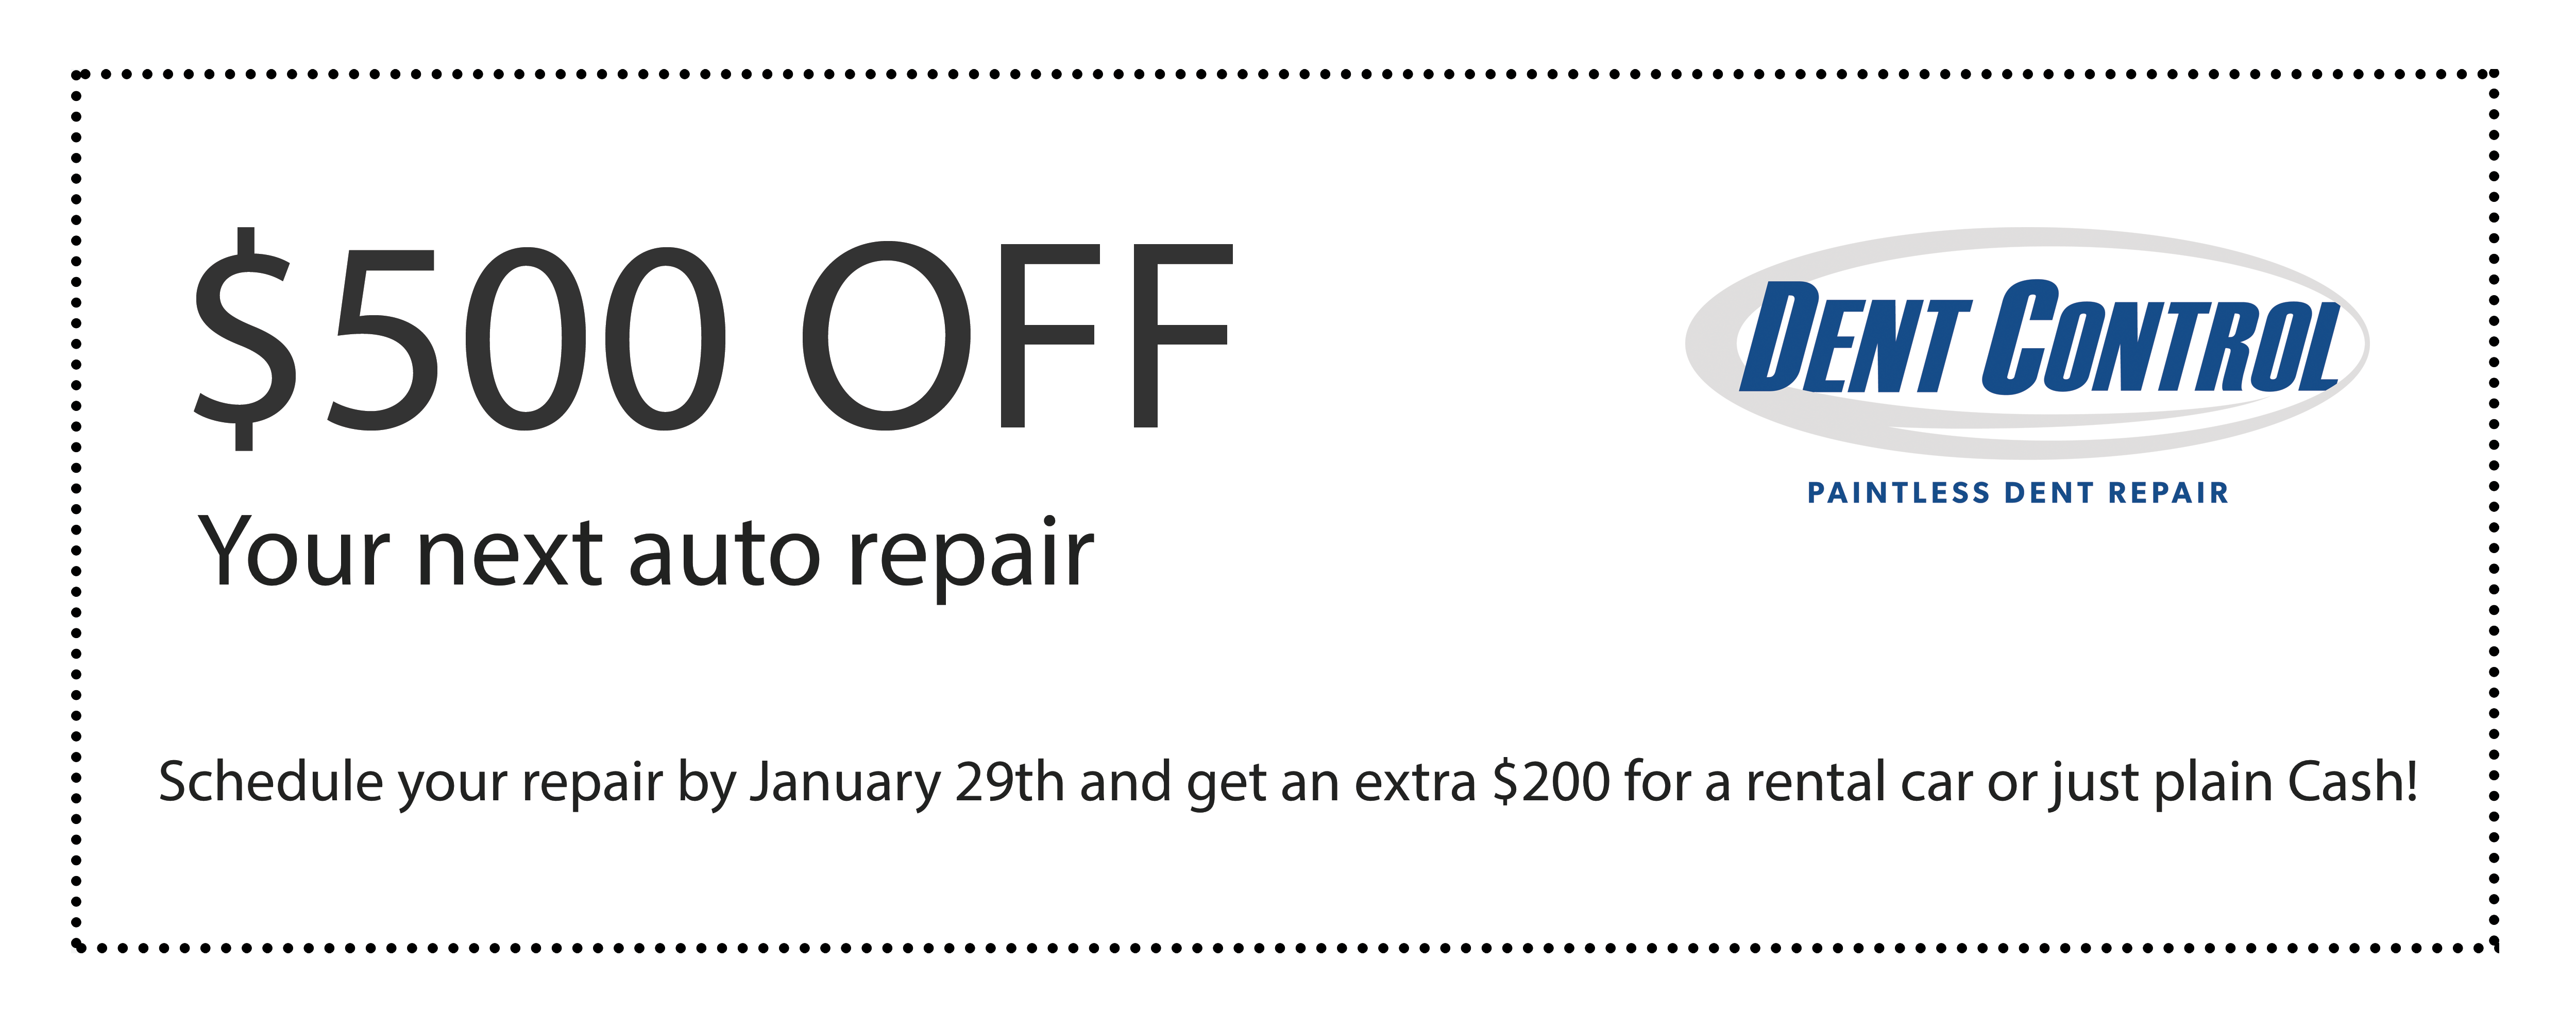 $500 OFF
Your next auto repair
DENT CONTROL
PAINTLESS DENT REPAIR
Schedule your repair by January 29th and get an extra $200 for a rental car or just plain Cash!